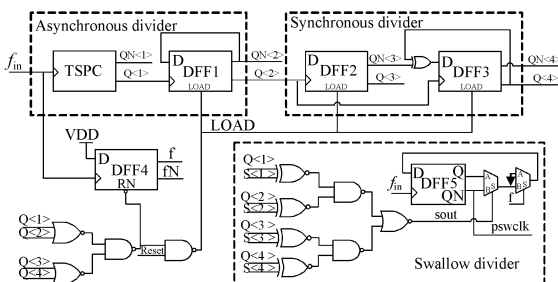 Asynchronous divider
Synchronous divider
fin
TSPC
QN<1>
Q<1>
D
DFF1
LOAD
QN<2>
Q<2>
D
DFF2
LOAD
QN<3>
Q<3>
D
DFF3
LOAD
QN<4>
Q<4>
LOAD
VDD
D
DFF4
RN
f
fN
Q<1>
Q<2>
Q<3>
Q<4>
Reset
Q<1>
S<1>
Q<2>
S<2>
Q<3>
S<3>
Q<4>
S<4>
sout
fin
D
Q
DFF5
QN
A
B
S
A
B
S
f
pswclk
Swallow divider